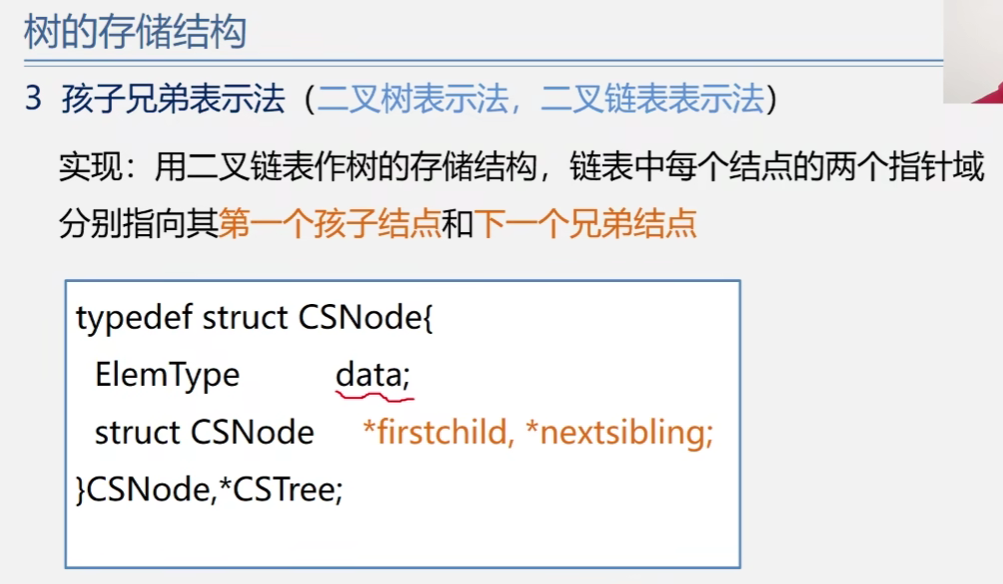 树的存储结构
3 孩子兄弟表示法（二叉树表示法，二叉链表表示法）
实现：用二叉链表作树的存储结构，链表中每个结点的两个指针域
分别指向其第一个孩子结点和下一个兄弟结点
typedef struct CSNode{
ElemType data;
struct CSNode *firstchild, *nextsibling;
}CSNode,*CSTree;